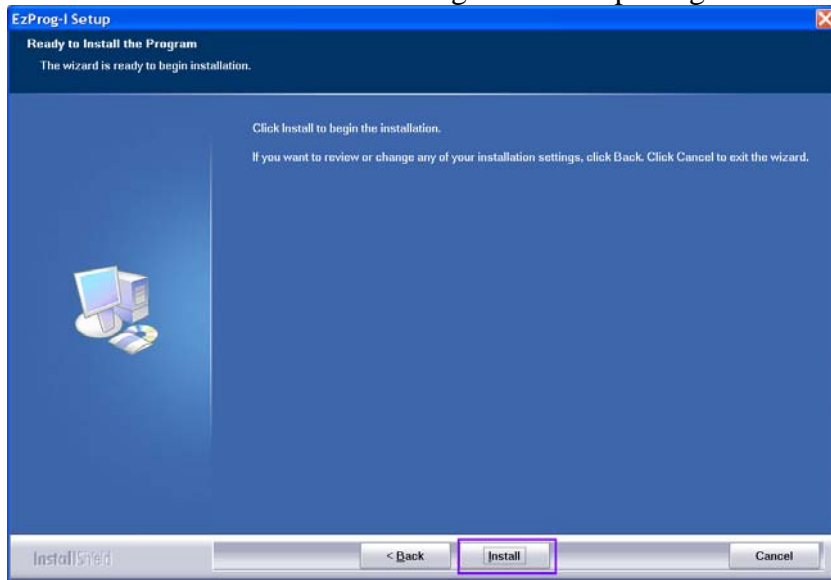 EzProg-I Setup
Ready to Install the Program
The wizard is ready to begin installation.
Click Install to begin the installation.
If you want to review or change any of your installation settings, click Back. Click Cancel to exit the wizard.
InstallShield
< Back Install Cancel